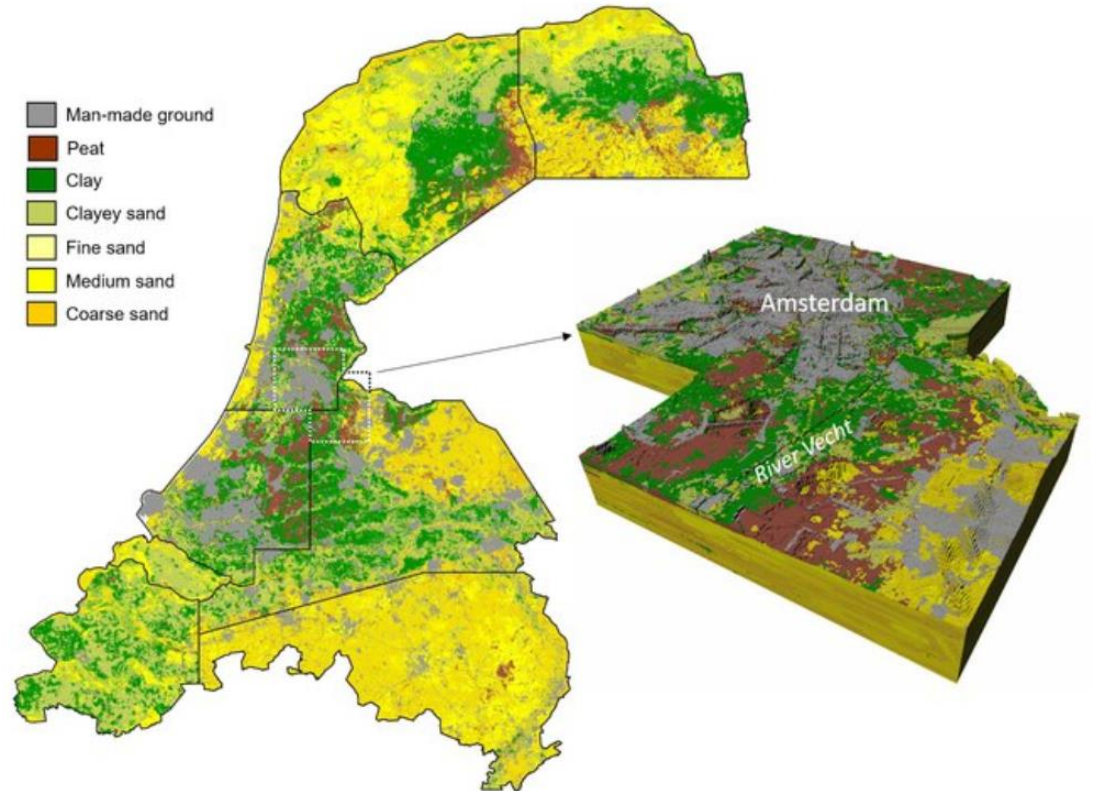 Man-made ground
Peat
Clay
Clayey sand
Fine sand
Medium sand
Coarse sand
Amsterdam
River Vecht